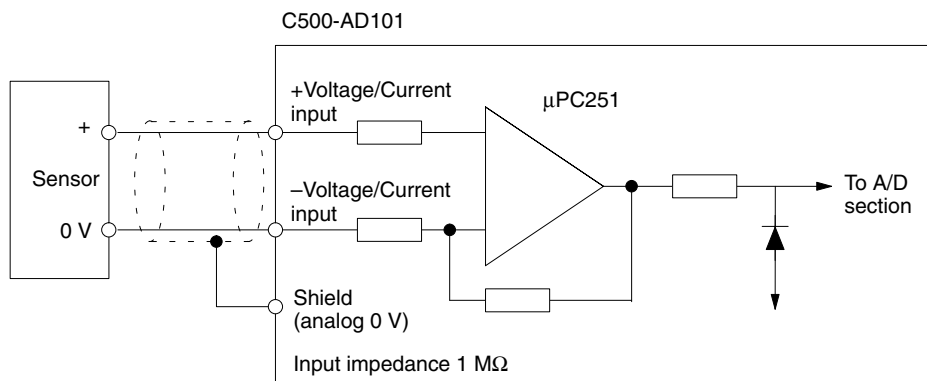 C500-AD101
+Voltage/Current
input
µPC251
+
Sensor
0 V
–Voltage/Current
input
To A/D
section
Shield
(analog 0 V)
Input impedance 1 MΩ